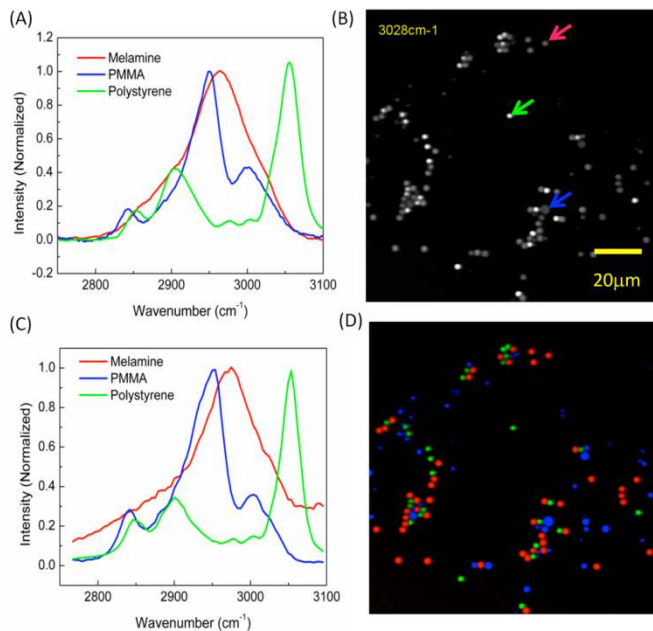 (A)
1.2
1.0
0.8
0.6
0.4
0.2
0.0
-0.2
Intensity (Normalized)
Melamine
PMMA
Polystyrene
2800
2900
3000
3100
Wavenumber (cm-1)
(B)
3028cm-1
20μm
(C)
1.0
0.8
0.6
0.4
0.2
0.0
Intensity (Normalized)
Melamine
PMMA
Polystyrene
2800
2900
3000
3100
Wavenumber (cm-1)
(D)